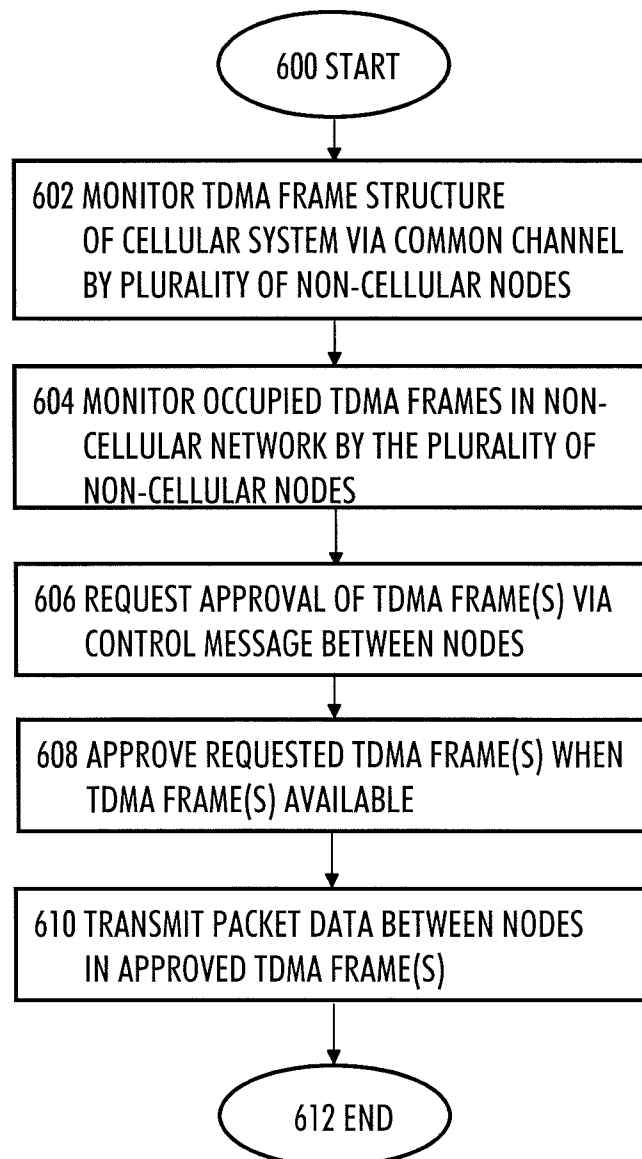 600 START
602 MONITOR TDMA FRAME STRUCTURE
OF CELLULAR SYSTEM VIA COMMON CHANNEL
BY PLURALITY OF NON-CELLULAR NODES
604 MONITOR OCCUPIED TDMA FRAMES IN NON-
CELLULAR NETWORK BY THE PLURALITY OF
NON-CELLULAR NODES
606 REQUEST APPROVAL OF TDMA FRAME(S) VIA
CONTROL MESSAGE BETWEEN NODES
608 APPROVE REQUESTED TDMA FRAME(S) WHEN
TDMA FRAME(S) AVAILABLE
610 TRANSMIT PACKET DATA BETWEEN NODES
IN APPROVED TDMA FRAME(S)
612 END